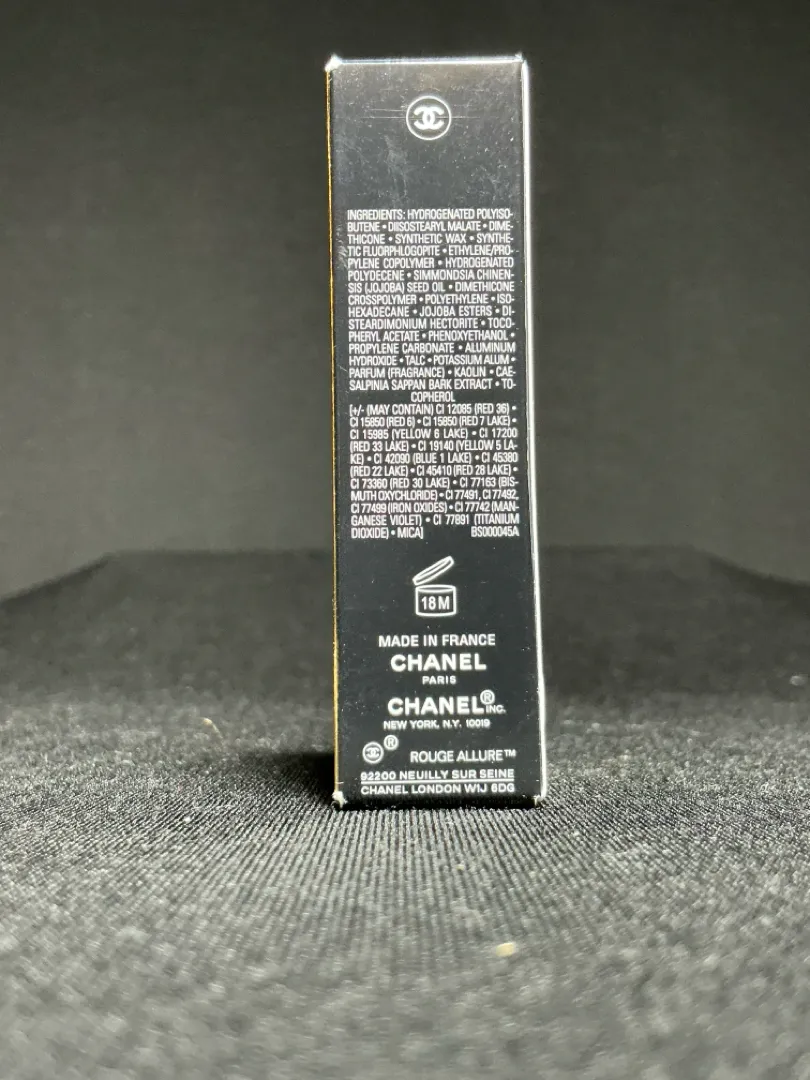 INGREDIENTS: HYDROGENATED POLYISO-
BUTENE • DIISOSTEARYL MALATE • DIME-
THICONE • SYNTHETIC WAX • SYNTHE-
TIC FLUORPHLOGOPITE • ETHYLENE/PRO-
PYLENE COPOLYMER • HYDROGENATED
POLYDECENE • SIMMONDSIA CHINEN-
SIS (JOJOBA) SEED OIL • DIMETHICONE
CROSSPOLYMER • POLYETHYLENE • ISO-
HEXADECANE • JOJOBA ESTERS • DI-
STEARDIMONIUM HECTORITE • TOCO-
PHERYL ACETATE • PHENOXYETHANOL •
PROPYLENE CARBONATE • ALUMINUM
HYDROXIDE • TALC • POTASSIUM ALUM •
PARFUM (FRAGRANCE) • KAOLIN • CAE-
SALPINIA SAPPAN BARK EXTRACT • TO-
COPHEROL
[+/- (MAY CONTAIN) CI 12085 (RED 36) •
CI 15850 (RED 6) • CI 15850 (RED 7 LAKE) •
CI 15985 (YELLOW 6 LAKE) • CI 17200
(RED 33 LAKE) • CI 19140 (YELLOW 5 LA-
KE) • CI 42090 (BLUE 1 LAKE) • CI 45380
(RED 22 LAKE) • CI 45410 (RED 28 LAKE) •
CI 73360 (RED 30 LAKE) • CI 77163 (BIS-
MUTH OXYCHLORIDE) • CI 77491, CI 77492,
CI 77499 (IRON OXIDES) • CI 77742 (MAN-
GANESE VIOLET) • CI 77891 (TITANIUM
DIOXIDE) • MICA] BS000045A
18 M
MADE IN FRANCE
CHANEL
PARIS
CHANEL® INC.
NEW YORK, N.Y. 10019
® ROUGE ALLURE™
92200 NEUILLY SUR SEINE
CHANEL LONDON W1J 6DG